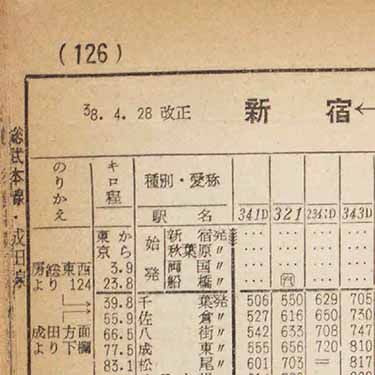 (126)
38. 4. 28 改正 新 宿←
総武本線・成田線
のりかえ キロ程 種別・愛称
駅名 341D 321 2341D 343D
東京から 始発 新宿発 ... ... ... ...
秋葉原〃 ... ... ... ...
房総東西 3.9 両国〃 ... ... ... ...
より 124 23.8 船橋〃 ... 円 ... ...
39.8 千葉発 506 550 629 705
55.9 佐倉〃 527 616 650 730
成田方面 66.5 八街〃 542 633 708 747
より下欄 77.5 成東〃 556 656 720 810
83.1 松尾〃 601 703 = 817